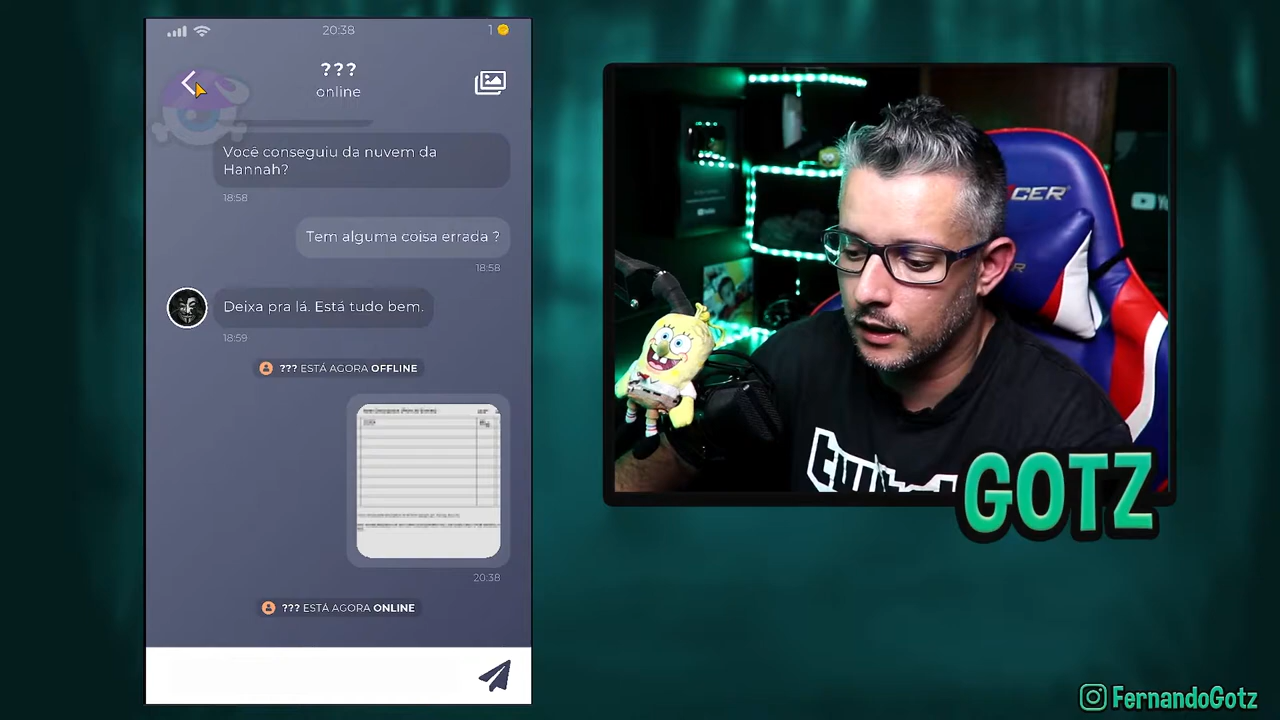 20:38
1
???
online
Você conseguiu da nuvem da
Hannah?
18:58
Tem alguma coisa errada ?
18:58
Deixa pra lá. Está tudo bem.
18:59
??? ESTÁ AGORA OFFLINE
20:38
??? ESTÁ AGORA ONLINE
CER
GOTZ
FernandoGotz